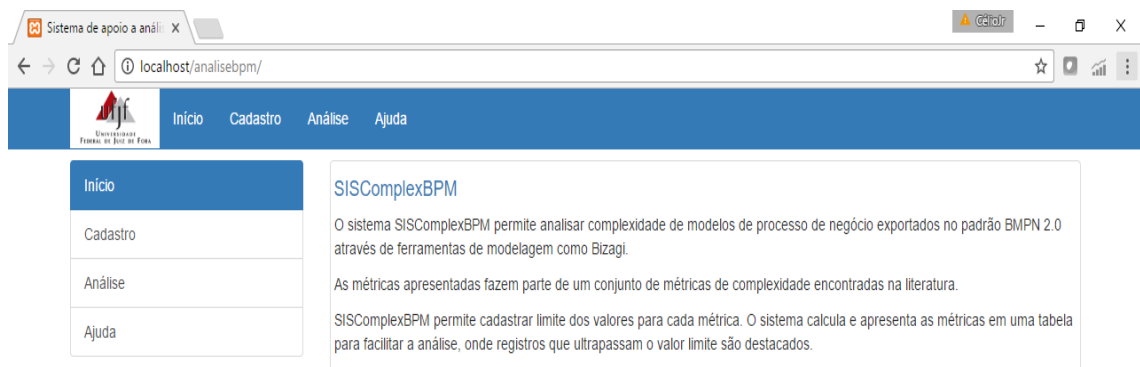 Sistema de apoio a anális
CélioJr
localhost/analisebpm/
ufjf
UNIVERSIDADE
FEDERAL DE JUIZ DE FORA
Início Cadastro Análise Ajuda
Início
Cadastro
Análise
Ajuda
SISComplexBPM
O sistema SISComplexBPM permite analisar complexidade de modelos de processo de negócio exportados no padrão BMPN 2.0
através de ferramentas de modelagem como Bizagi.
As métricas apresentadas fazem parte de um conjunto de métricas de complexidade encontradas na literatura.
SISComplexBPM permite cadastrar limite dos valores para cada métrica. O sistema calcula e apresenta as métricas em uma tabela
para facilitar a análise, onde registros que ultrapassam o valor limite são destacados.